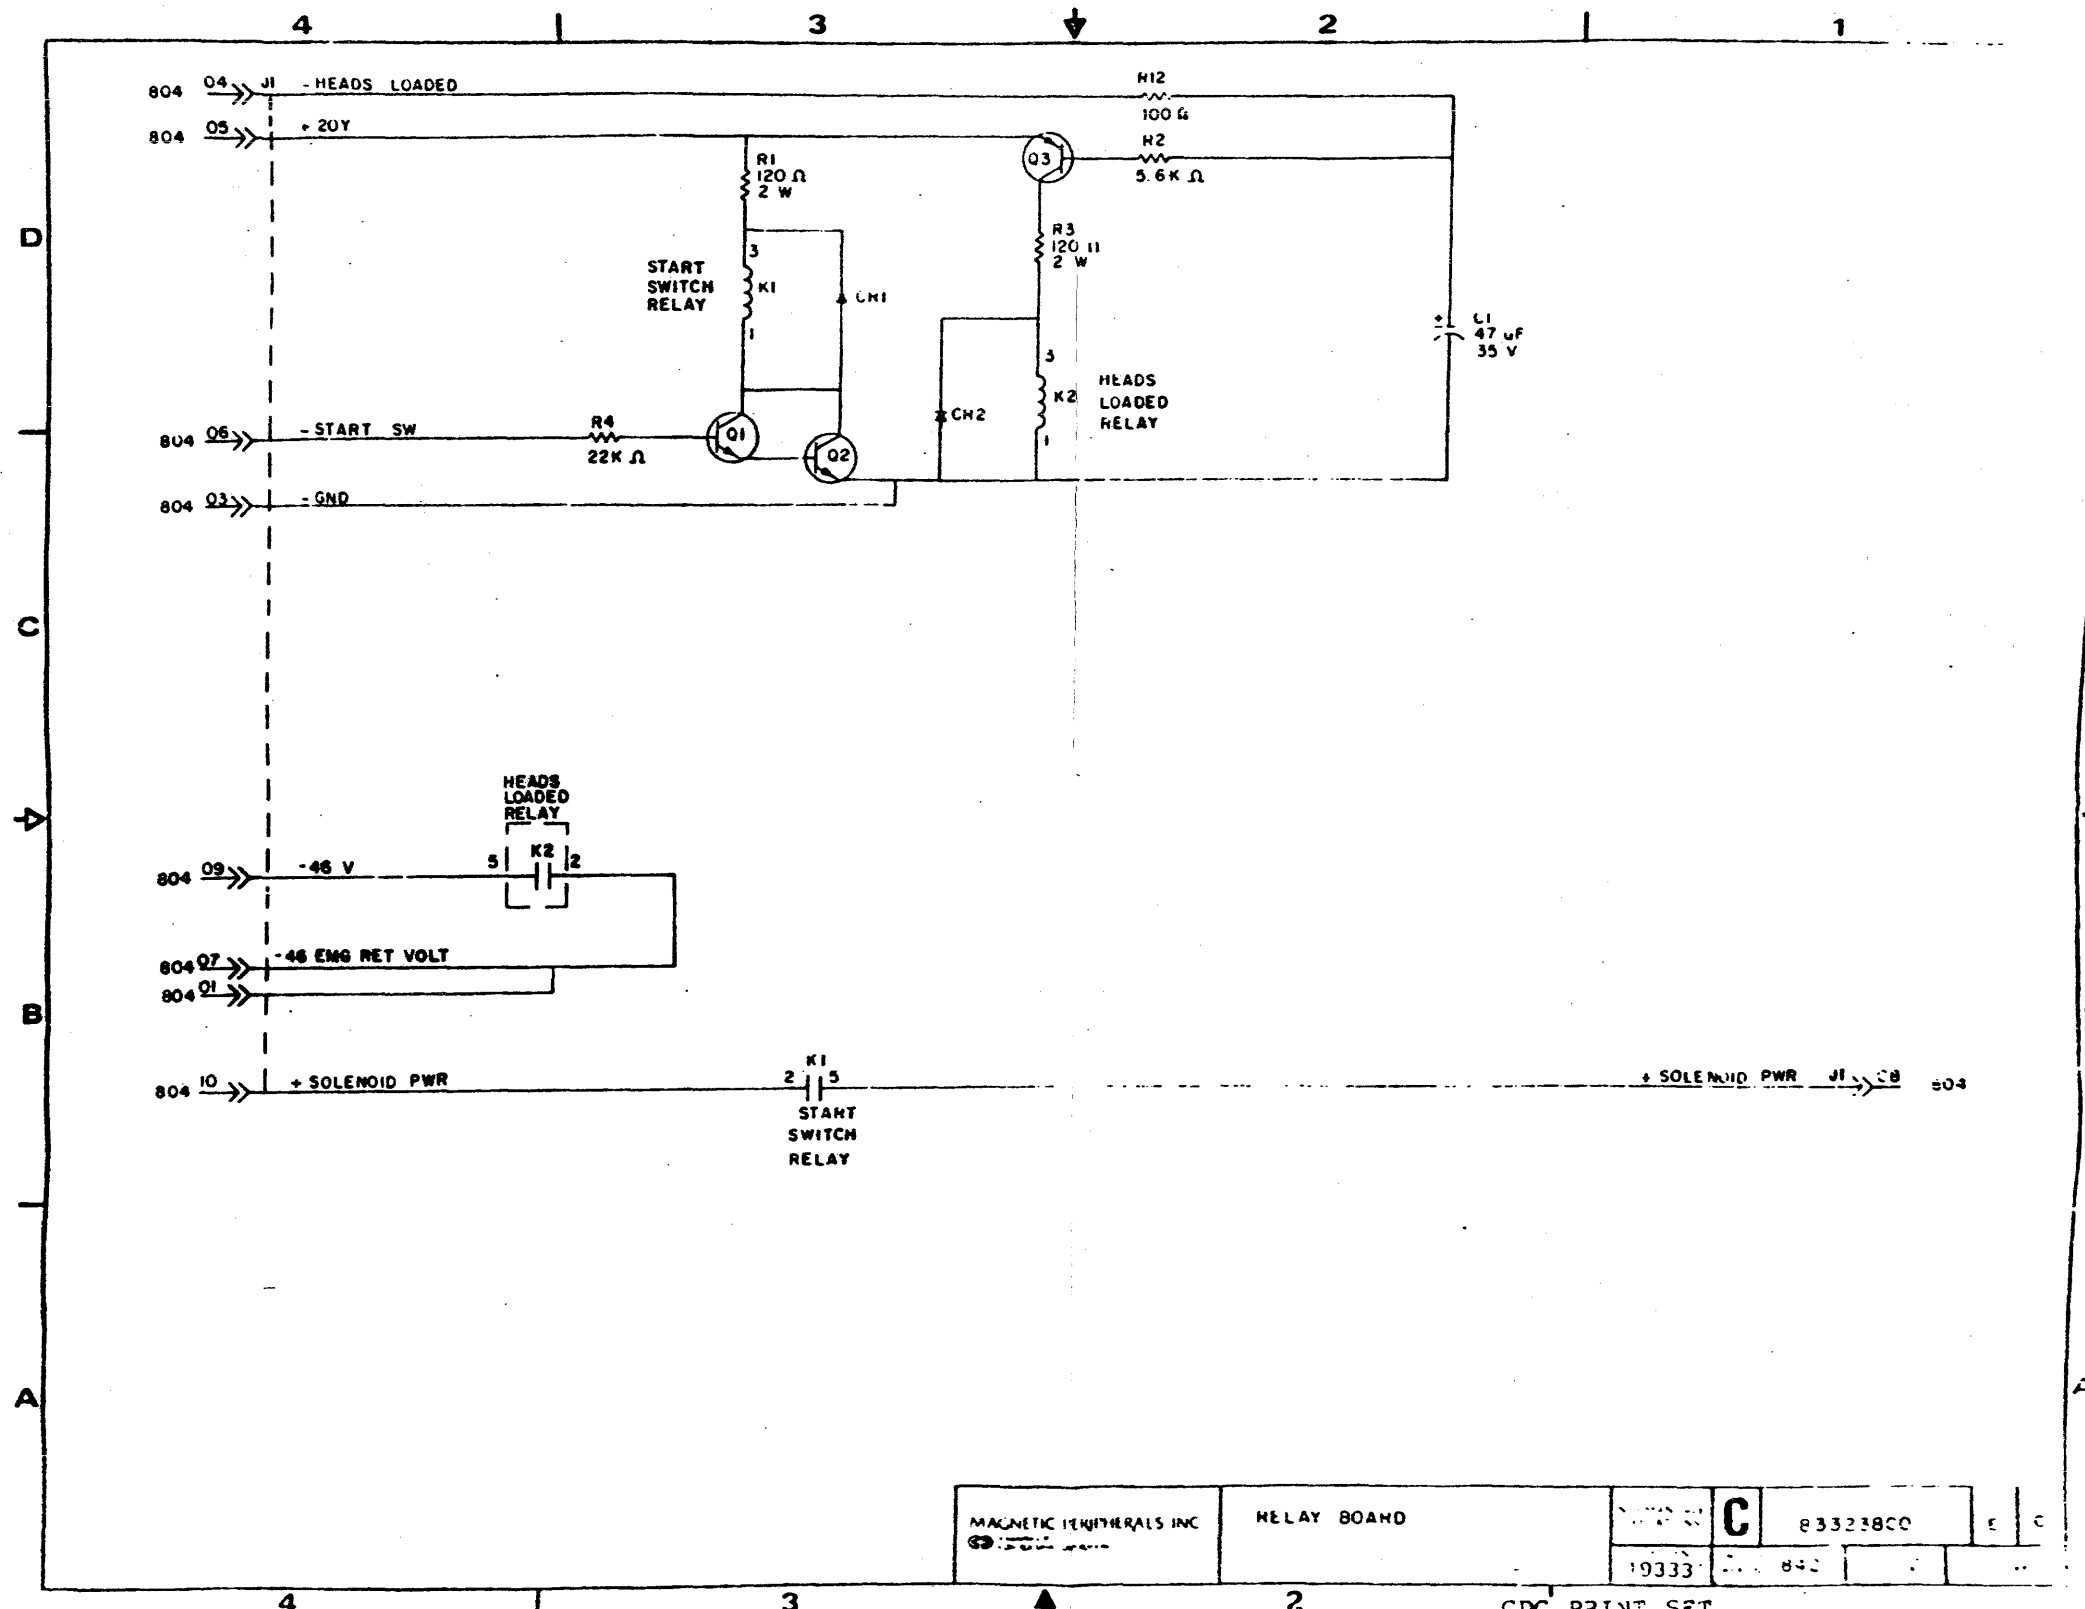 4 3 2 1
804 04 J1 -HEADS LOADED
R12
100 Ω
804 05 + 20Y
Q3
R2
5.6K Ω
R1
120 Ω
2 W
D
R3
120 Ω
2 W
START
SWITCH
RELAY
3
K1
1
CR1
+ C1
47 uF
35 V
3
K2
1
HEADS
LOADED
RELAY
CR2
804 06 -START SW
R4
22K Ω
Q1
Q2
804 03 -GND
C
HEADS
LOADED
RELAY
5 K2 2
804 09 -46 V
804 07 -46 EMG RET VOLT
804 01
B
K1
2 5
804 10 + SOLENOID PWR
+ SOLENOID PWR J1 08 804
START
SWITCH
RELAY
A
MAGNETIC PERIPHERALS INC
RELAY BOARD
C
83323800
E
C
19333
842
4 3 2
CDC PRINT SET